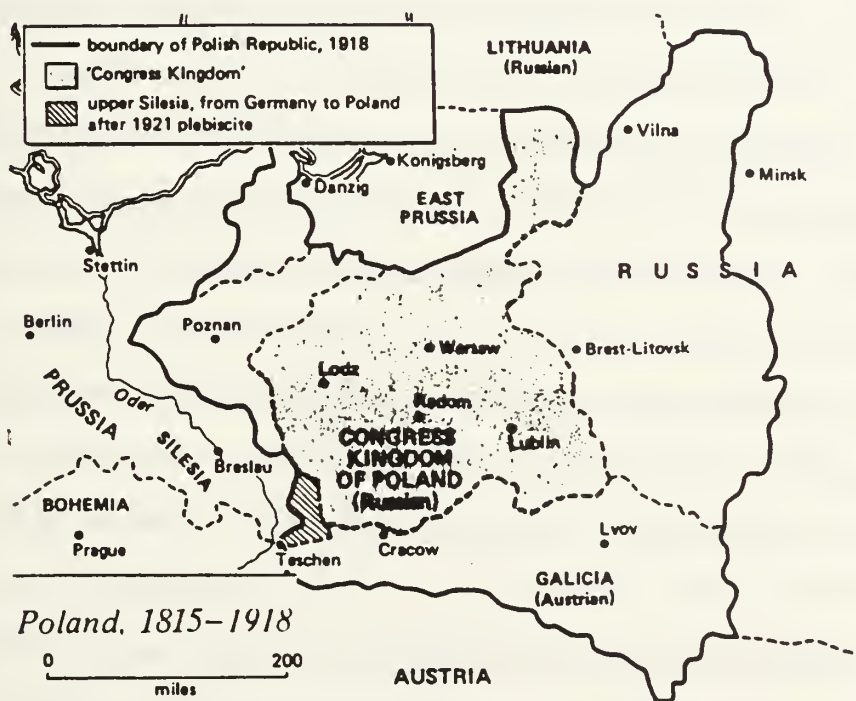 boundary of Polish Republic, 1918
'Congress Kingdom'
upper Silesia, from Germany to Poland
after 1921 plebiscite
LITHUANIA
(Russian)
Vilna
Konigsberg
Minsk
Danzig
EAST
PRUSSIA
Stettin
RUSSIA
Berlin
Poznan
Warsaw
Brest-Litovsk
Lodz
PRUSSIA
Oder
Radom
SILESIA
CONGRESS
KINGDOM
OF POLAND
(Russian)
Lublin
Breslau
BOHEMIA
Prague
Teschen
Cracow
Lvov
GALICIA
(Austrian)
Poland, 1815–1918
0 200
miles
AUSTRIA